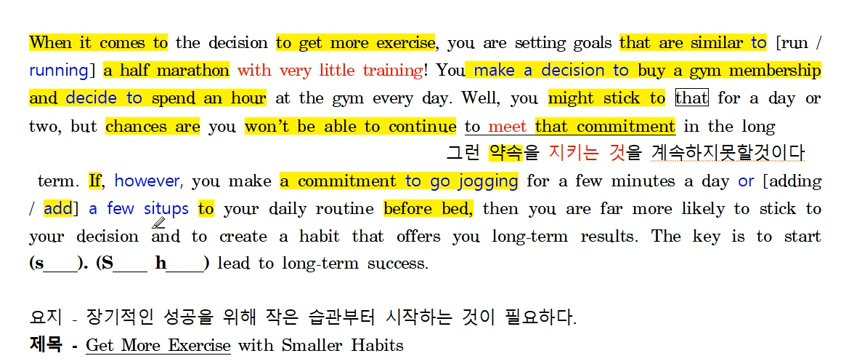 When it comes to the decision to get more exercise, you are setting goals that are similar to [run /
running] a half marathon with very little training! You make a decision to buy a gym membership
and decide to spend an hour at the gym every day. Well, you might stick to that for a day or
two, but chances are you won't be able to continue to meet that commitment in the long
그런 약속을 지키는 것을 계속하지못할것이다
term. If, however, you make a commitment to go jogging for a few minutes a day or [adding
/ add] a few situps to your daily routine before bed, then you are far more likely to stick to
your decision and to create a habit that offers you long-term results. The key is to start
(s____). (S____ h____) lead to long-term success.
요지 - 장기적인 성공을 위해 작은 습관부터 시작하는 것이 필요하다.
제목 - Get More Exercise with Smaller Habits